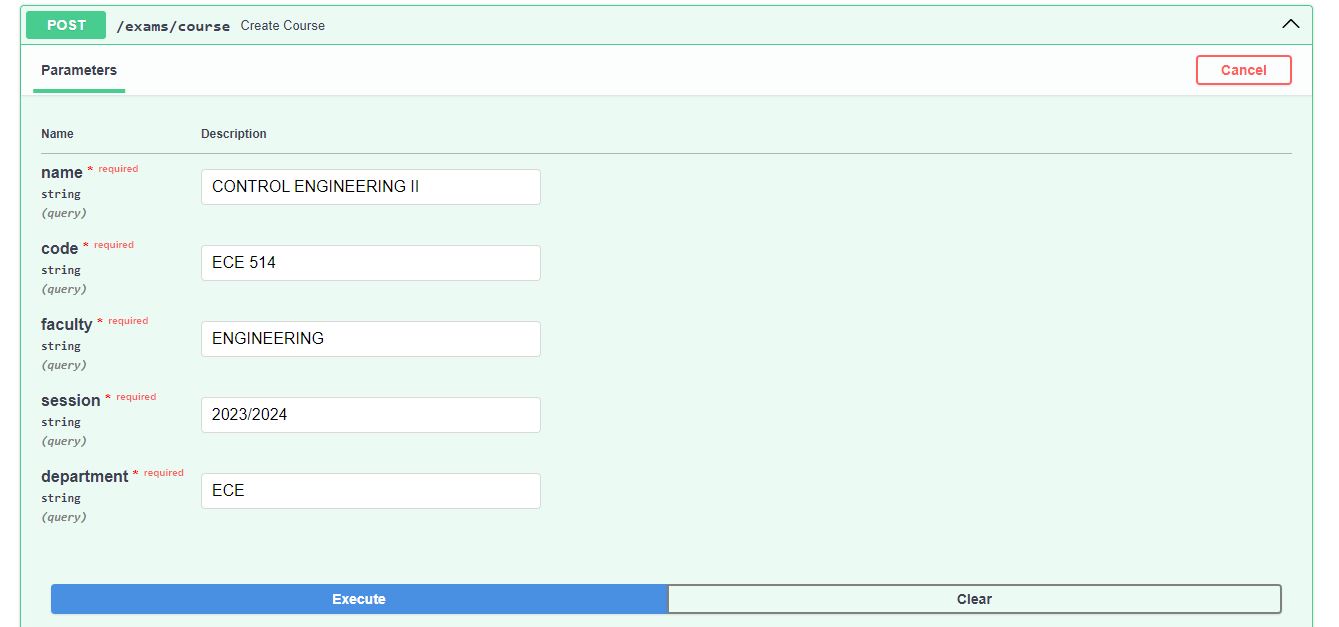 POST /exams/course Create Course
Parameters
Cancel
Name Description
name * required
string
(query)
CONTROL ENGINEERING II
code * required
string
(query)
ECE 514
faculty * required
string
(query)
ENGINEERING
session * required
string
(query)
2023/2024
department * required
string
(query)
ECE
Execute
Clear